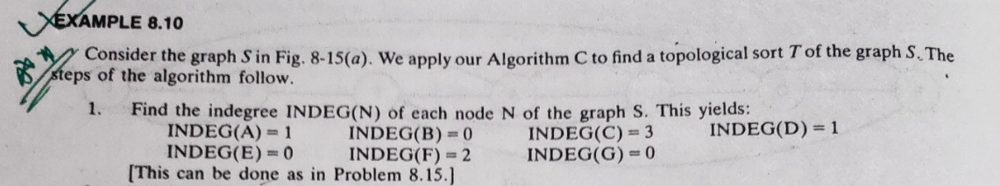 EXAMPLE 8.10
Consider the graph S in Fig. 8-15(a). We apply our Algorithm C to find a topological sort T of the graph S. The
steps of the algorithm follow.
1. Find the indegree INDEG(N) of each node N of the graph S. This yields:
INDEG(A) = 1 INDEG(B) = 0 INDEG(C) = 3 INDEG(D) = 1
INDEG(E) = 0 INDEG(F) = 2 INDEG(G) = 0
[This can be done as in Problem 8.15.]